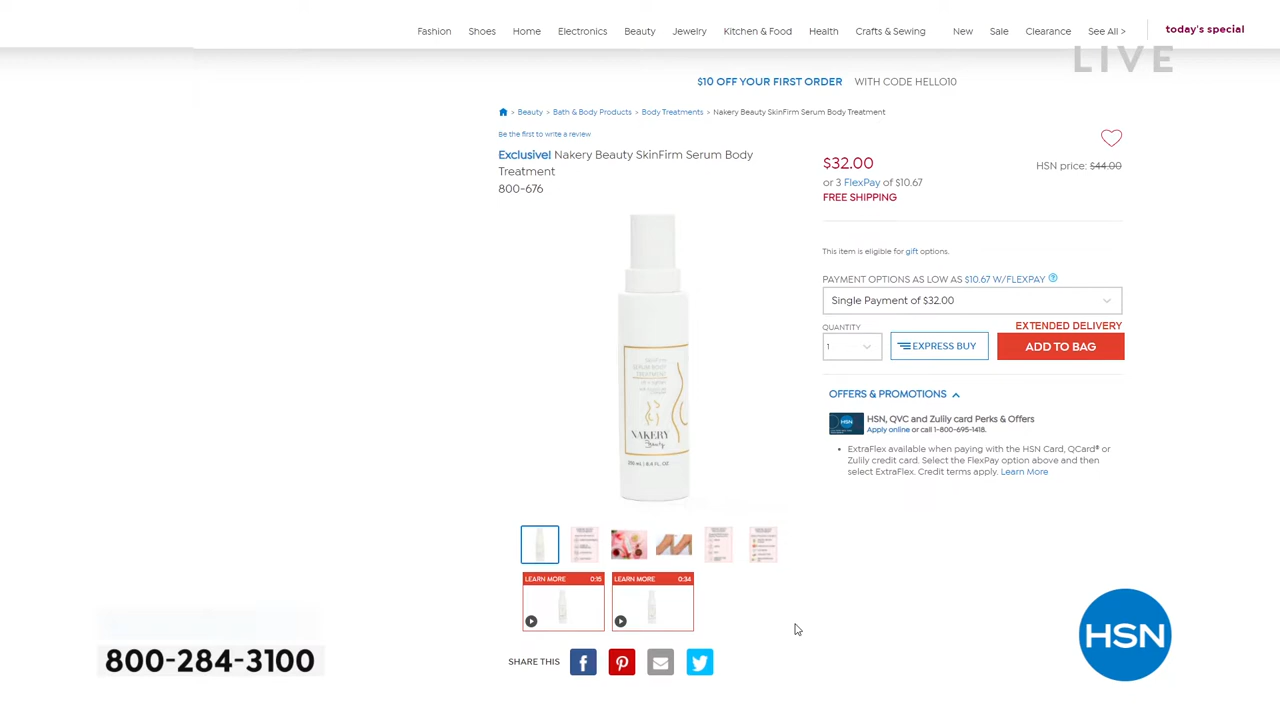 Fashion Shoes Home Electronics Beauty Jewelry Kitchen & Food Health Crafts & Sewing New Sale Clearance See All > today's special
LIVE
$10 OFF YOUR FIRST ORDER WITH CODE HELLO10
> Beauty > Bath & Body Products > Body Treatments > Nakery Beauty SkinFirm Serum Body Treatment
Be the first to write a review
Exclusive! Nakery Beauty SkinFirm Serum Body
Treatment
800-676
$32.00
HSN price: $44.00
or 3 FlexPay of $10.67
FREE SHIPPING
This item is eligible for gift options.
PAYMENT OPTIONS AS LOW AS $10.67 W/FLEXPAY ?
Single Payment of $32.00
EXTENDED DELIVERY
QUANTITY
1
EXPRESS BUY
ADD TO BAG
OFFERS & PROMOTIONS
HSN, QVC and Zulily card Perks & Offers
Apply online or call 1-800-695-1418.
• ExtraFlex available when paying with the HSN Card, QCard® or
Zulily credit card. Select the FlexPay option above and then
select ExtraFlex. Credit terms apply. Learn More
SERUM BODY
TREATMENT
NAKERY
Beauty
LEARN MORE 0:15
LEARN MORE 0:34
SHARE THIS
800-284-3100
HSN